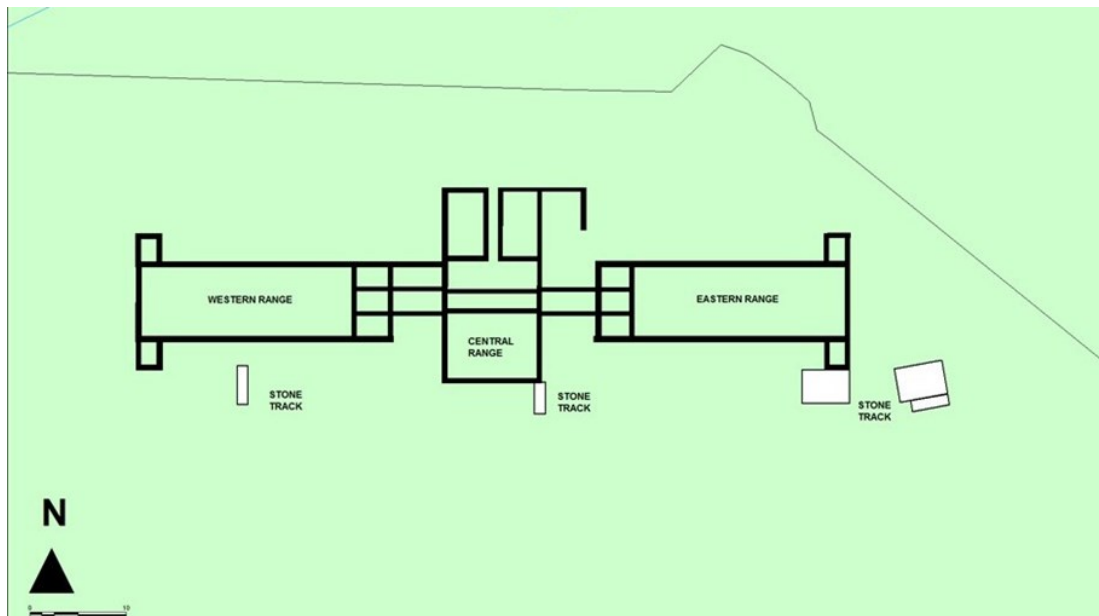 WESTERN RANGE
EASTERN RANGE
CENTRAL
RANGE
STONE
TRACK
STONE
TRACK
STONE
TRACK
N
0 10